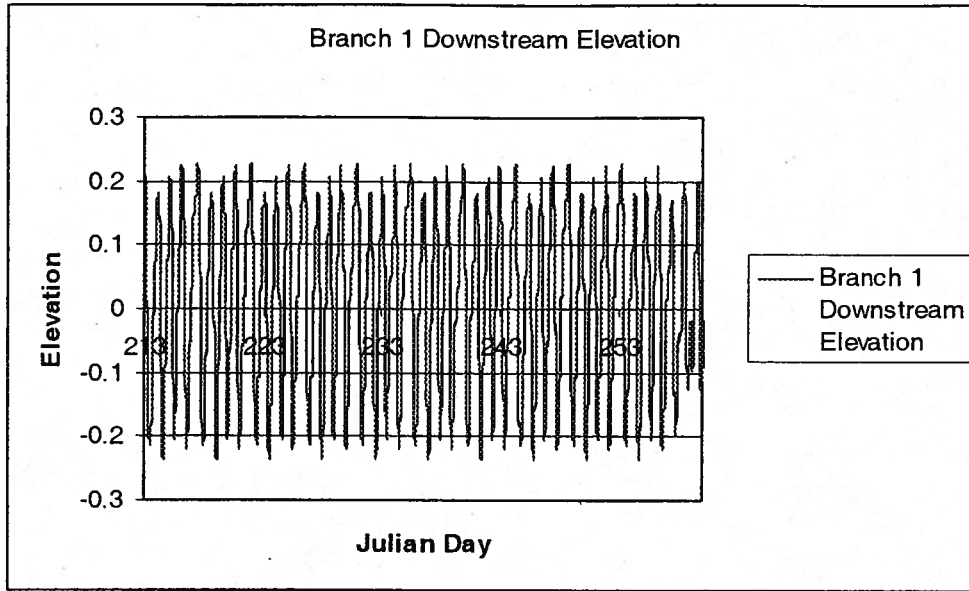 Branch 1 Downstream Elevation
0.3
0.2
0.1
0
-0.1
-0.2
-0.3
Elevation
213 223 233 243 253
Julian Day
Branch 1
Downstream
Elevation